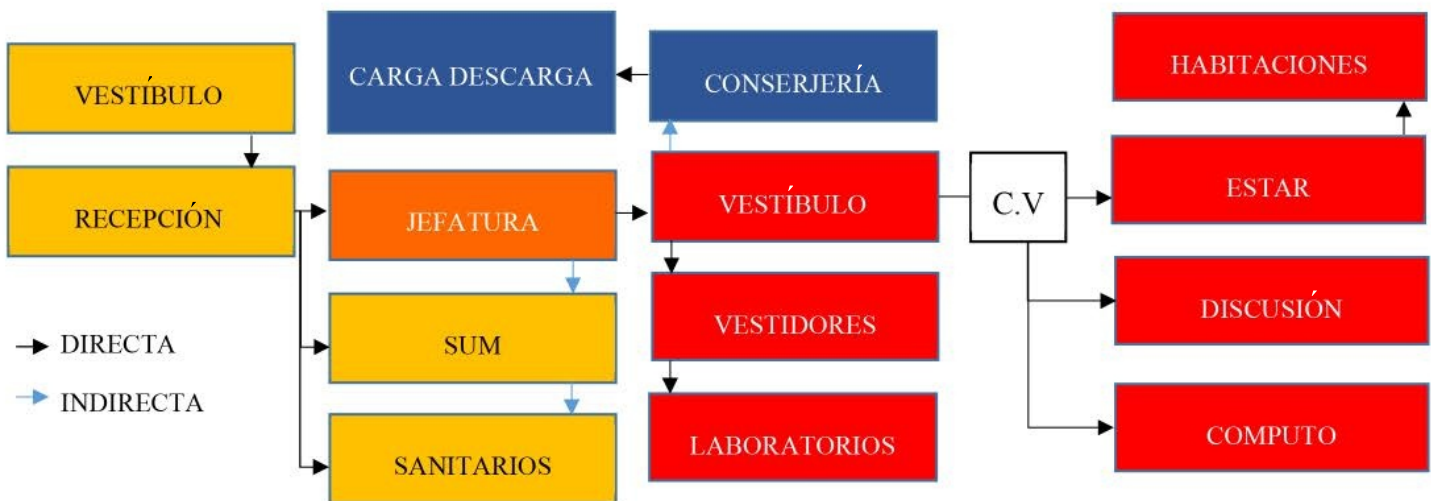 VESTÍBULO
RECEPCIÓN
DIRECTA
INDIRECTA
CARGA DESCARGA
JEFATURA
SUM
SANITARIOS
CONSERJERÍA
VESTÍBULO
VESTIDORES
LABORATORIOS
C.V
HABITACIONES
ESTAR
DISCUSIÓN
COMPUTO